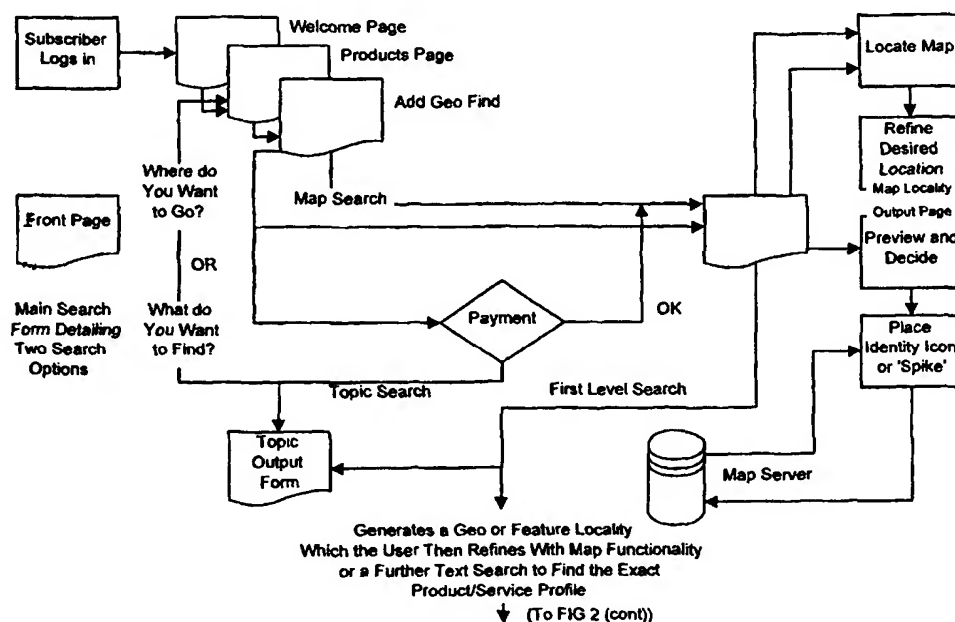 Welcome Page
Subscriber
Logs in
Products Page
Add Geo Find
Locate Map
Where do
You Want
to Go?
Map Search
Refine
Desired
Location
Map Locality
Front Page
Output Page
Preview and
Decide
OR
Main Search
Form Detailing
Two Search
Options
What do
You Want
to Find?
Payment
OK
Place
Identity Icon
or 'Spike'
Topic Search
First Level Search
Topic
Output
Form
Map Server
Generates a Geo or Feature Locality
Which the User Then Refines With Map Functionality
or a Further Text Search to Find the Exact
Product/Service Profile
(To FIG 2 (cont))